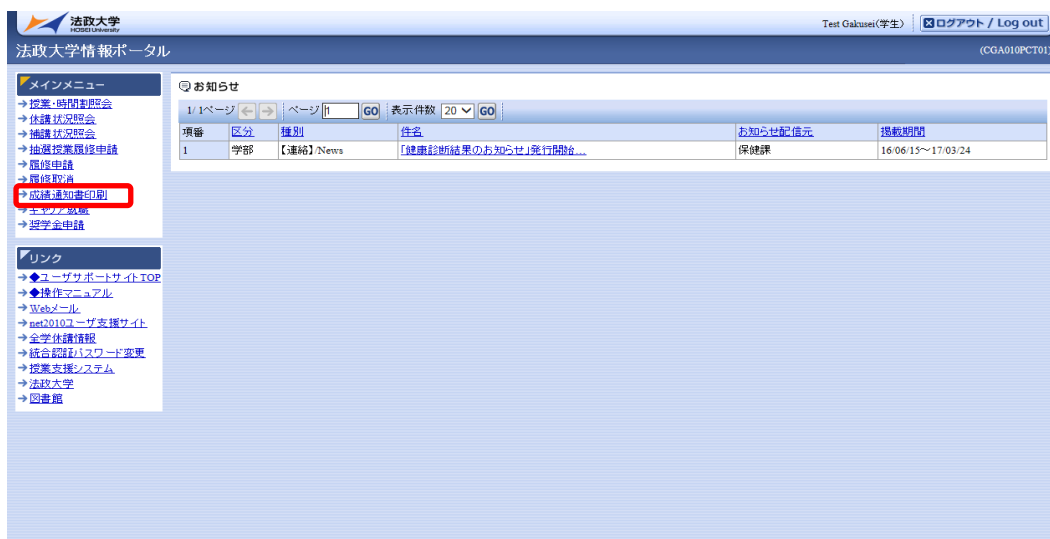 法政大学
HOSEI University
Test Gakusei(学生)
ログアウト / Log out
法政大学情報ポータル
(CGA010PCT01)
メインメニュー
授業・時間割照会
休講状況照会
補講状況照会
抽選授業履修申請
履修申請
履修取消
成績通知書印刷
キャリア就職
奨学金申請
リンク
◆ユーザサポートサイトTOP
◆操作マニュアル
Webメール
net2010ユーザ支援サイト
全学休講情報
統合認証パスワード変更
授業支援システム
法政大学
図書館
お知らせ
1/ 1ページ ページ 1 GO 表示件数 20 GO
項番 区分 種別 件名 お知らせ配信元 掲載期間
1 学部 【連絡】/News 「健康診断結果のお知らせ」発行開始... 保健課 16/06/15～17/03/24